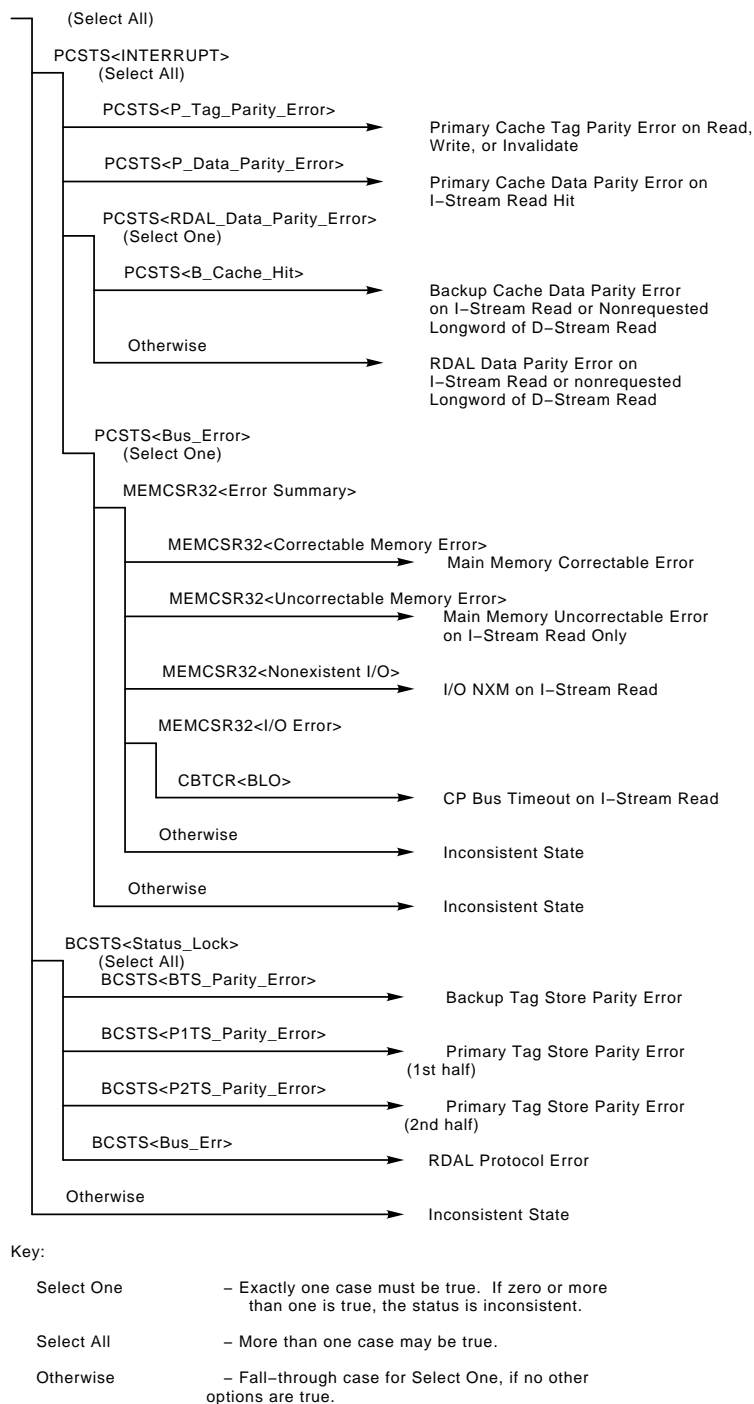 (Select All)
PCSTS<INTERRUPT>
(Select All)
PCSTS<P_Tag_Parity_Error>
Primary Cache Tag Parity Error on Read,
Write, or Invalidate
PCSTS<P_Data_Parity_Error>
Primary Cache Data Parity Error on
I−Stream Read Hit
PCSTS<RDAL_Data_Parity_Error>
(Select One)
PCSTS<B_Cache_Hit>
Backup Cache Data Parity Error
on I−Stream Read or Nonrequested
Longword of D−Stream Read
Otherwise
RDAL Data Parity Error on
I−Stream Read or nonrequested
Longword of D−Stream Read
PCSTS<Bus_Error>
(Select One)
MEMCSR32<Error Summary>
MEMCSR32<Correctable Memory Error>
Main Memory Correctable Error
MEMCSR32<Uncorrectable Memory Error>
Main Memory Uncorrectable Error
on I−Stream Read Only
MEMCSR32<Nonexistent I/O>
I/O NXM on I−Stream Read
MEMCSR32<I/O Error>
CBTCR<BLO>
CP Bus Timeout on I−Stream Read
Otherwise
Inconsistent State
Otherwise
Inconsistent State
BCSTS<Status_Lock>
(Select All)
BCSTS<BTS_Parity_Error>
Backup Tag Store Parity Error
BCSTS<P1TS_Parity_Error>
Primary Tag Store Parity Error
(1st half)
BCSTS<P2TS_Parity_Error>
Primary Tag Store Parity Error
(2nd half)
BCSTS<Bus_Err>
RDAL Protocol Error
Otherwise
Inconsistent State
Key:
Select One − Exactly one case must be true. If zero or more
than one is true, the status is inconsistent.
Select All − More than one case may be true.
Otherwise − Fall−through case for Select One, if no other
options are true.